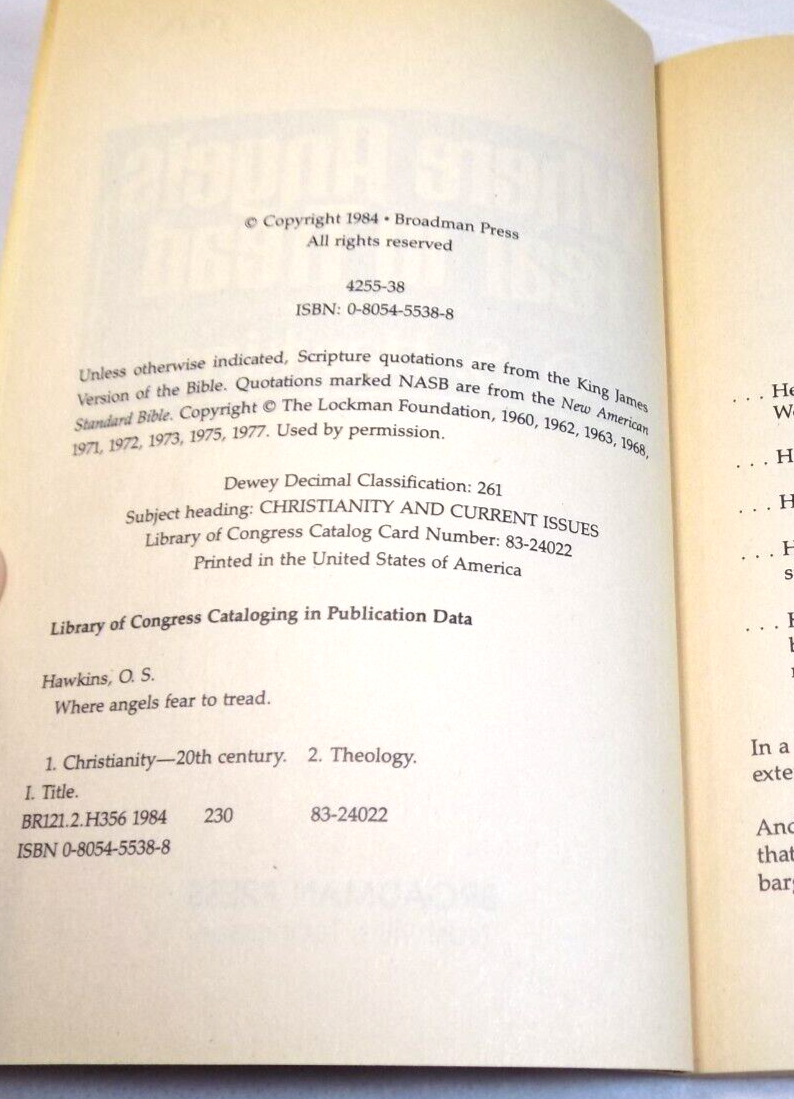 © Copyright 1984 • Broadman Press
All rights reserved
4255-38
ISBN: 0-8054-5538-8
Unless otherwise indicated, Scripture quotations are from the King James
Version of the Bible. Quotations marked NASB are from the New American
Standard Bible. Copyright © The Lockman Foundation, 1960, 1962, 1963, 1968,
1971, 1972, 1973, 1975, 1977. Used by permission.
Dewey Decimal Classification: 261
Subject heading: CHRISTIANITY AND CURRENT ISSUES
Library of Congress Catalog Card Number: 83-24022
Printed in the United States of America
Library of Congress Cataloging in Publication Data
Hawkins, O. S.
Where angels fear to tread.
1. Christianity—20th century. 2. Theology.
I. Title.
BR121.2.H356 1984 230 83-24022
ISBN 0-8054-5538-8
. . .
. . .
. . .
. . .
. . .
In a